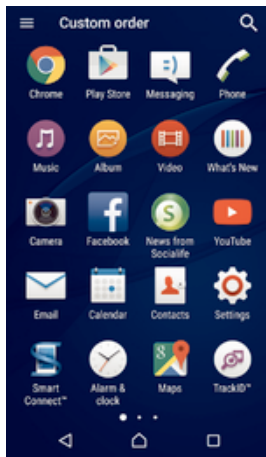 Custom order
Chrome Play Store Messaging Phone
Music Album Video What's New
Camera Facebook News from Socialife YouTube
Email Calendar Contacts Settings
Smart Connect™ Alarm & clock Maps TrackID™